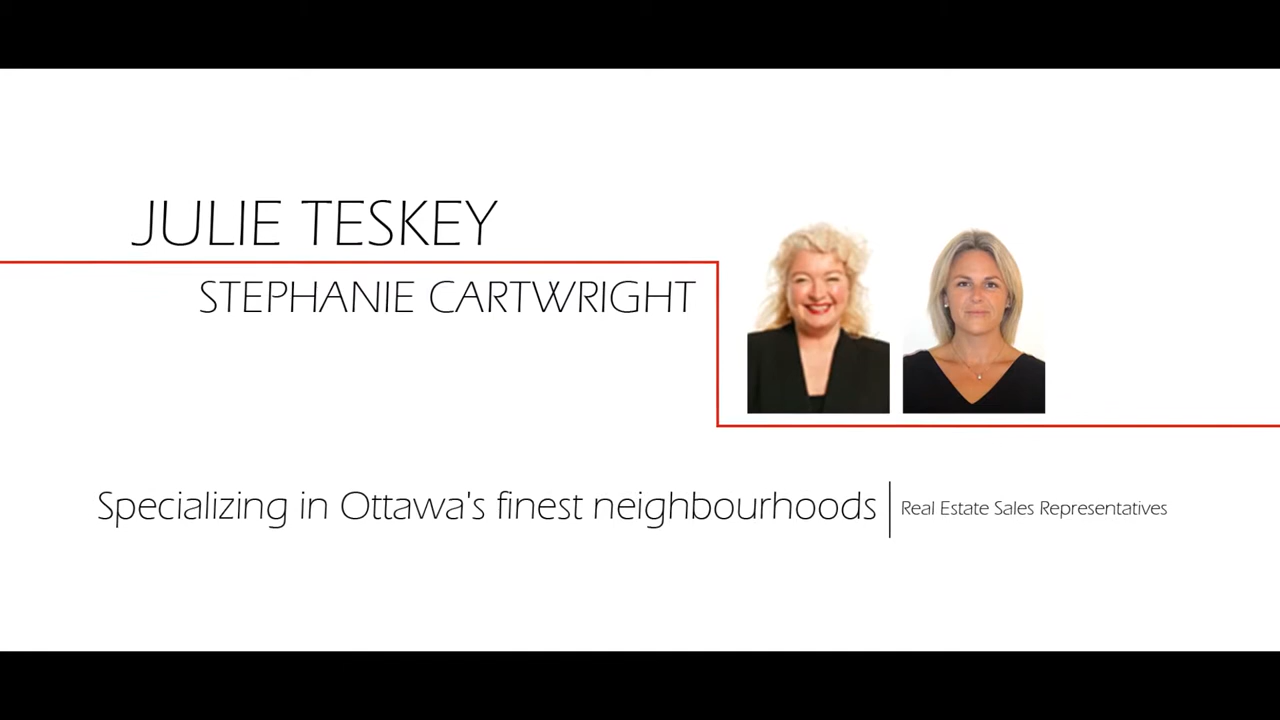 JULIE TESKEY
STEPHANIE CARTWRIGHT
Specializing in Ottawa's finest neighbourhoods
Real Estate Sales Representatives